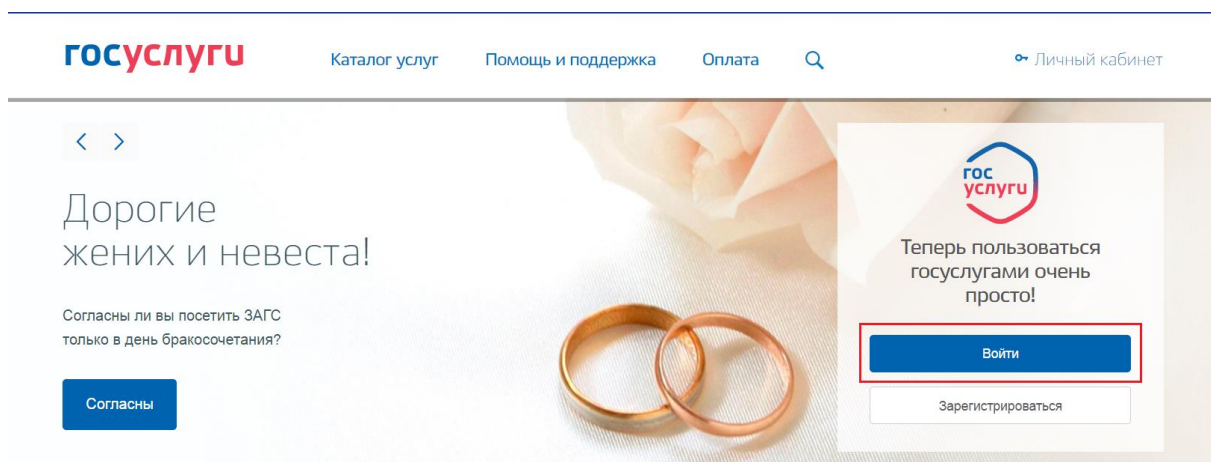 госуслуги
Каталог услуг
Помощь и поддержка
Оплата
Личный кабинет
Дорогие
жених и невеста!
Согласны ли вы посетить ЗАГС
только в день бракосочетания?
Согласны
гос
услуги
Теперь пользоваться
госуслугами очень
просто!
Войти
Зарегистрироваться